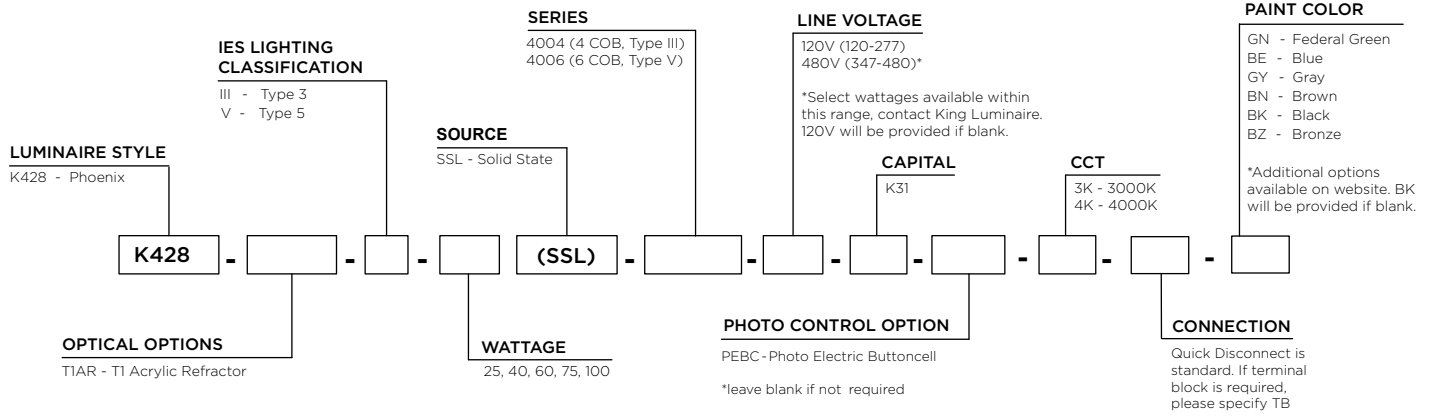 LUMINAIRE STYLE
K428 - Phoenix
IES LIGHTING
CLASSIFICATION
III - Type 3
V - Type 5
SOURCE
SSL - Solid State
SERIES
4004 (4 COB, Type III)
4006 (6 COB, Type V)
LINE VOLTAGE
120V (120-277)
480V (347-480)*
*Select wattages available within
this range, contact King Luminaire.
120V will be provided if blank.
CAPITAL
K31
CCT
3K - 3000K
4K - 4000K
PAINT COLOR
GN - Federal Green
BE - Blue
GY - Gray
BN - Brown
BK - Black
BZ - Bronze
*Additional options
available on website. BK
will be provided if blank.
K428 - - - (SSL) - - - - - - -
OPTICAL OPTIONS
T1AR - T1 Acrylic Refractor
WATTAGE
25, 40, 60, 75, 100
PHOTO CONTROL OPTION
PEBC-Photo Electric Buttoncell
*leave blank if not required
CONNECTION
Quick Disconnect is
standard. If terminal
block is required,
please specify TB